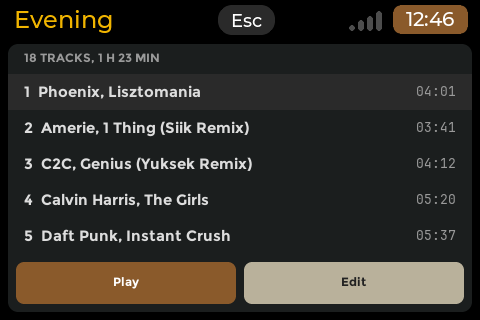 Evening Esc 12:46
18 TRACKS, 1 H 23 MIN
1 Phoenix, Lisztomania 04:01
2 Amerie, 1 Thing (Siik Remix) 03:41
3 C2C, Genius (Yuksek Remix) 04:12
4 Calvin Harris, The Girls 05:20
5 Daft Punk, Instant Crush 05:37
Play Edit